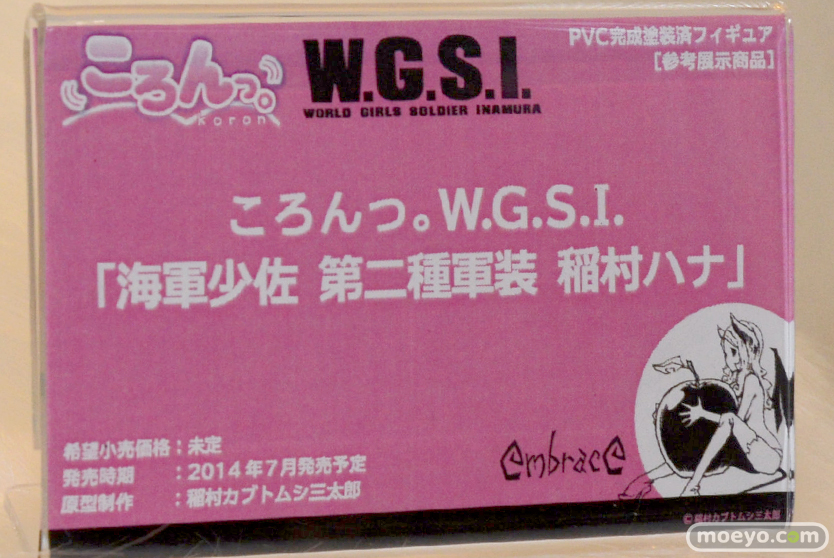 ころんっ。
koron
W.G.S.I.
WORLD GIRLS SOLDIER INAMURA
PVC完成塗装済フィギュア
[参考展示商品]
ころんっ。W.G.S.I.
「海軍少佐 第二種軍装 稲村ハナ」
希望小売価格：未定
発売時期　：2014年7月発売予定
原型制作　：稲村カブトムシ三太郎
embracE
©稲村カブトムシ三太郎
moeyo.com